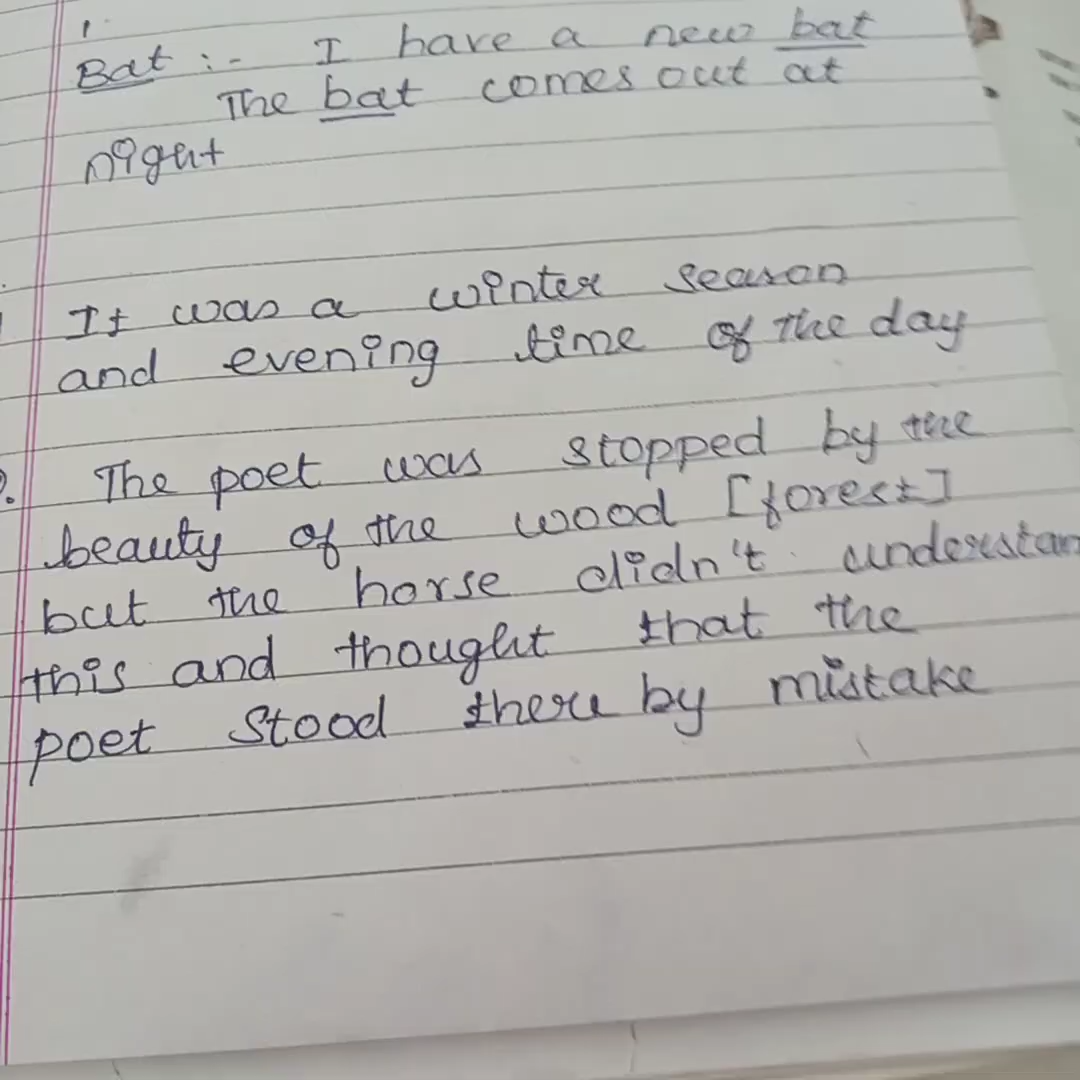 Bat :- I have a new bat
The bat comes out at
night
It was a winter season
and evening time of the day
The poet was stopped by the
beauty of the wood [forest]
but the horse didn't understan
this and thought that the
poet stood there by mistake